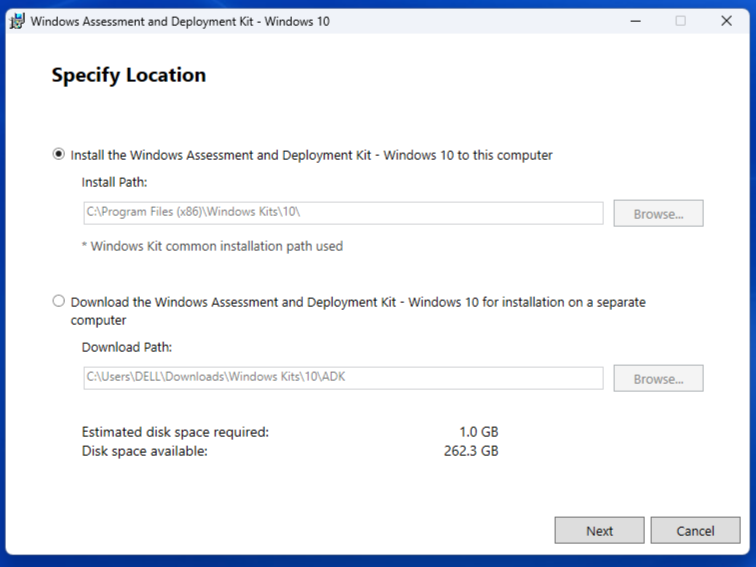 Windows Assessment and Deployment Kit - Windows 10
Specify Location
Install the Windows Assessment and Deployment Kit - Windows 10 to this computer
Install Path:
C:\Program Files (x86)\Windows Kits\10\
Browse...
* Windows Kit common installation path used
Download the Windows Assessment and Deployment Kit - Windows 10 for installation on a separate
computer
Download Path:
C:\Users\DELL\Downloads\Windows Kits\10\ADK
Browse...
Estimated disk space required: 1.0 GB
Disk space available: 262.3 GB
Next Cancel